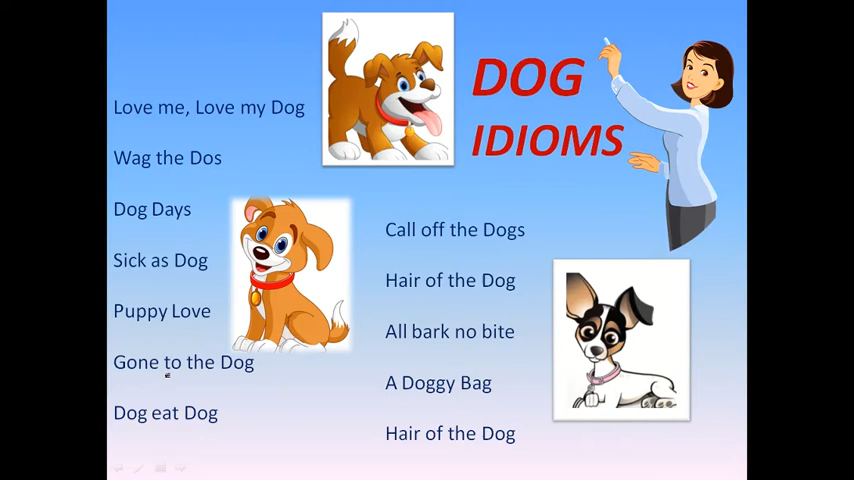 DOG
IDIOMS
Love me, Love my Dog
Wag the Dos
Dog Days
Sick as Dog
Puppy Love
Gone to the Dog
Dog eat Dog
Call off the Dogs
Hair of the Dog
All bark no bite
A Doggy Bag
Hair of the Dog